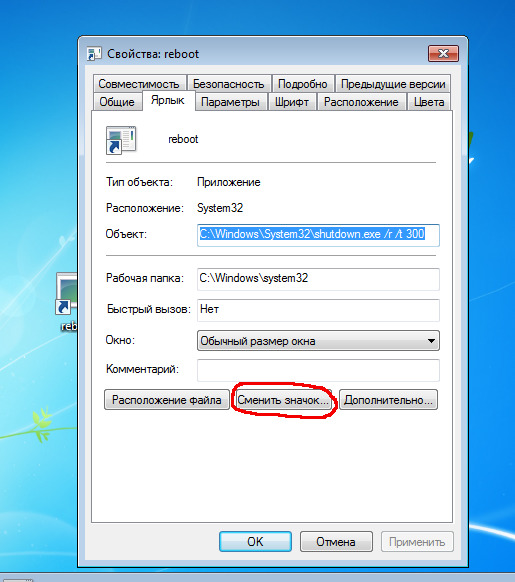 Свойства: reboot
Совместимость Безопасность Подробно Предыдущие версии
Общие Ярлык Параметры Шрифт Расположение Цвета
reboot
Тип объекта: Приложение
Расположение: System32
Объект: C:\Windows\System32\shutdown.exe /r /t 300
Рабочая папка: C:\Windows\system32
Быстрый вызов: Нет
Окно: Обычный размер окна
Комментарий:
Расположение файла Сменить значок... Дополнительно...
OK Отмена Применить